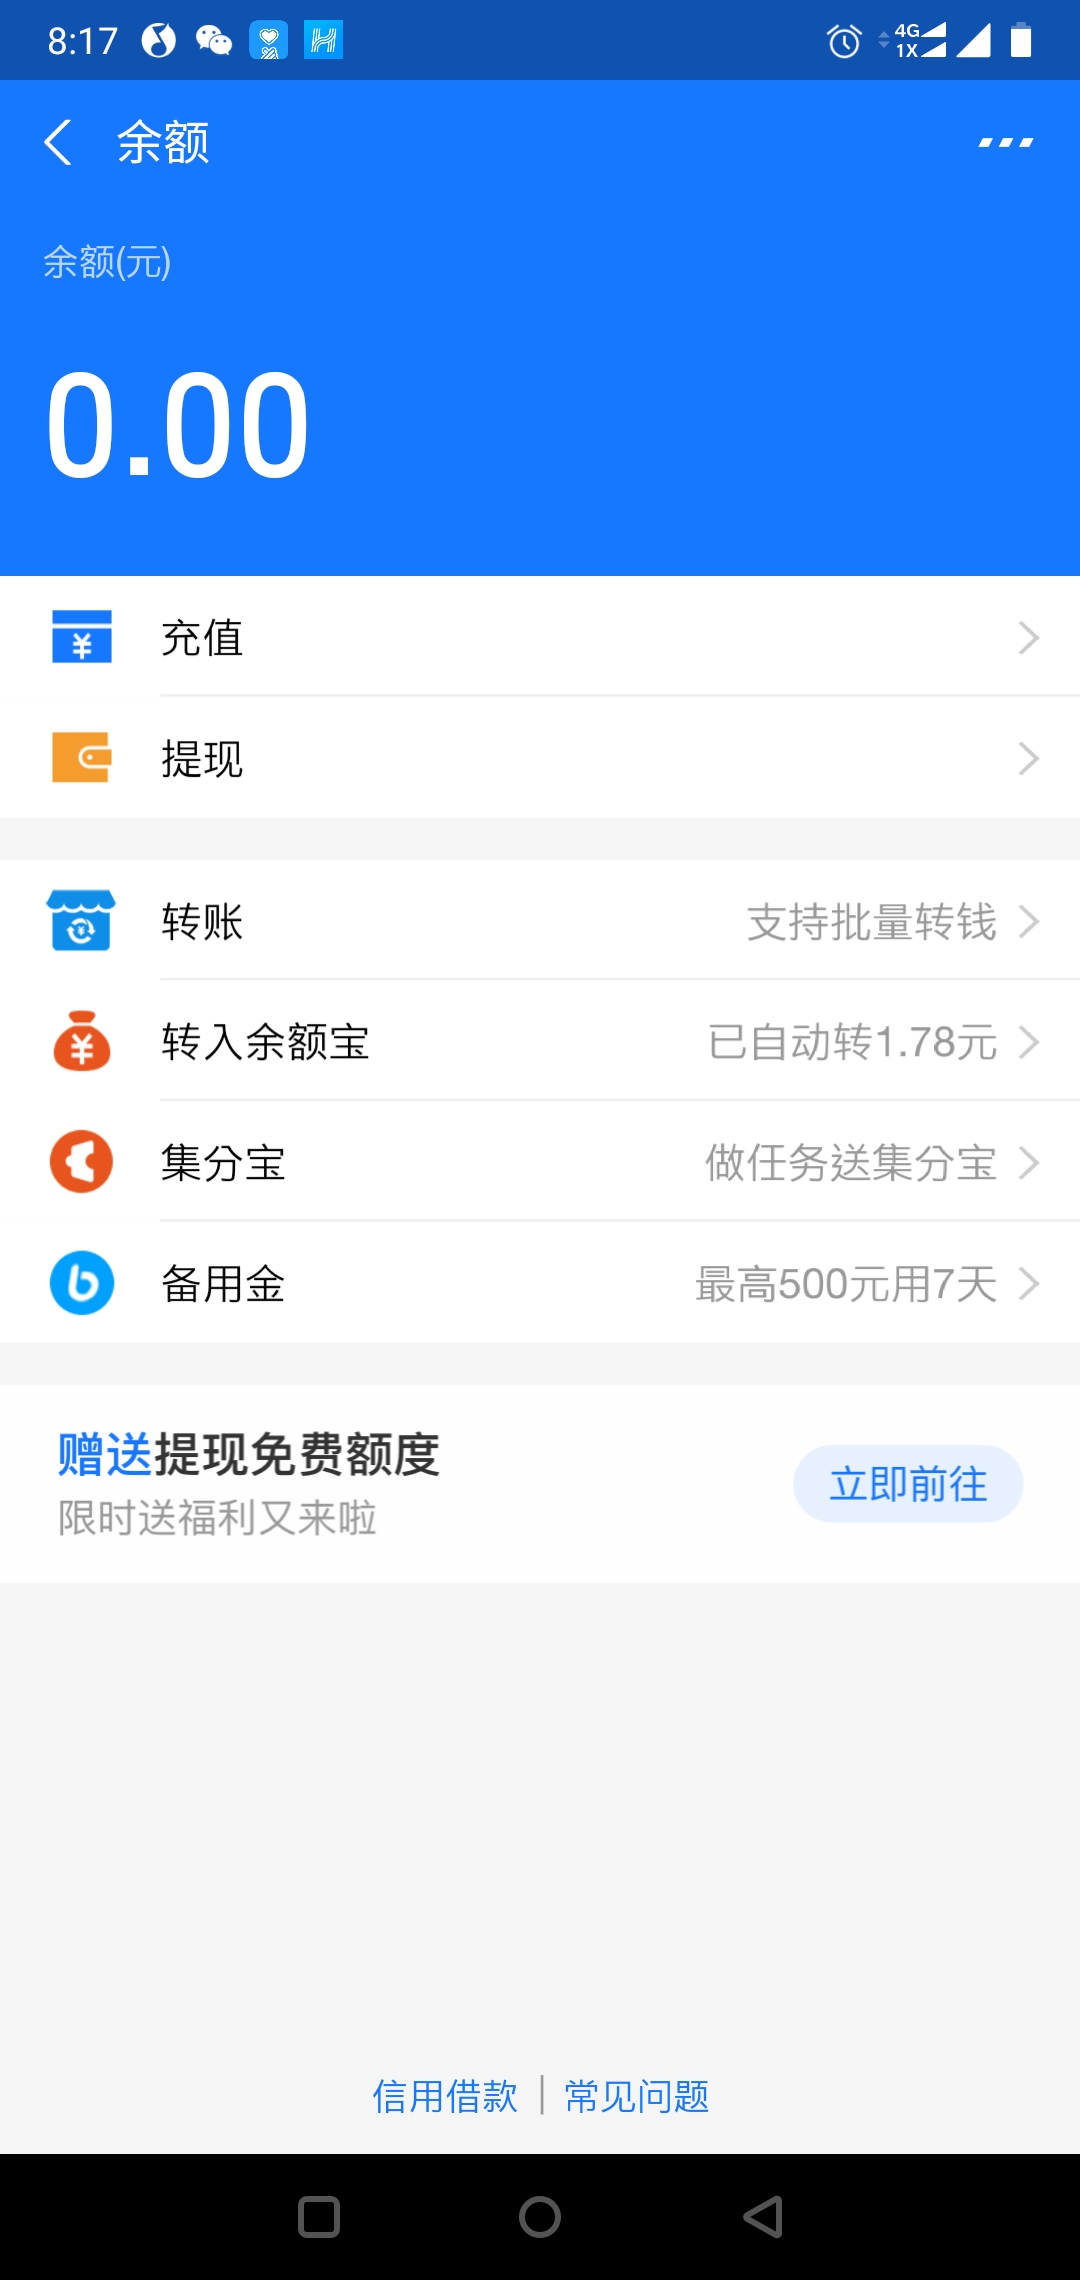 8:17
4G
1X
余额
余额(元)
0.00
充值
提现
转账 支持批量转钱
转入余额宝 已自动转1.78元
集分宝 做任务送集分宝
备用金 最高500元用7天
赠送提现免费额度
限时送福利又来啦
立即前往
信用借款 | 常见问题